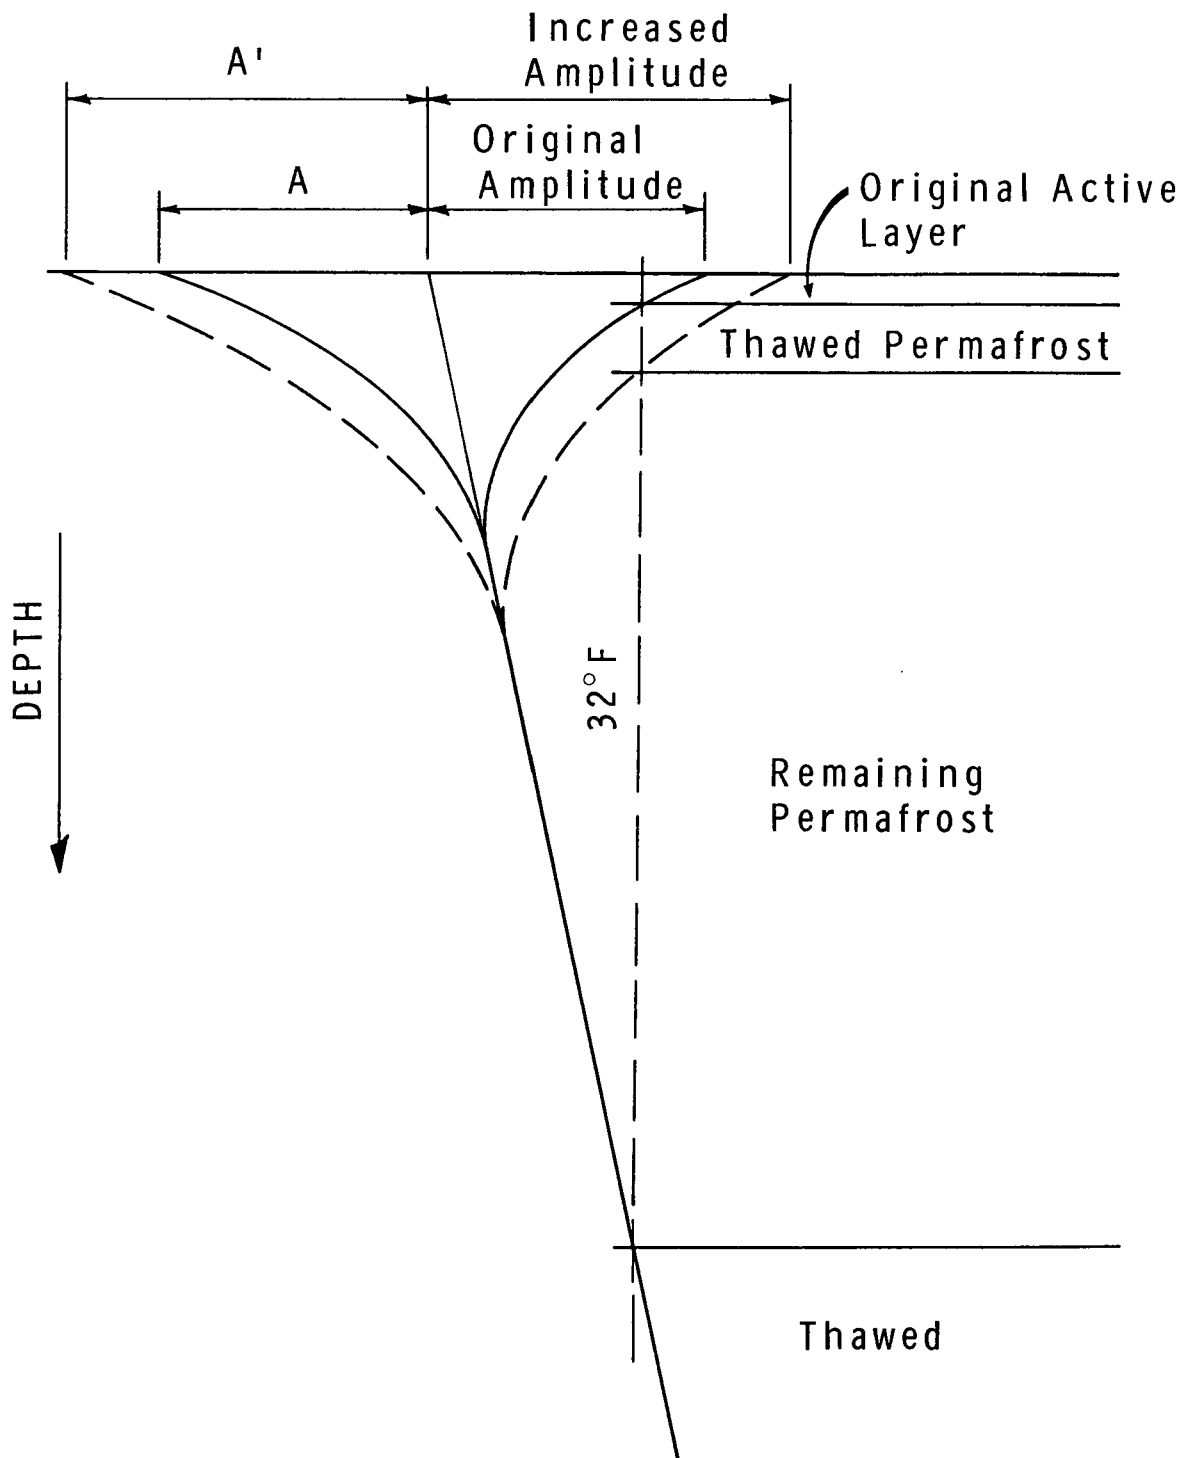 Increased
Amplitude
A'
Original
Amplitude
A
Original Active
Layer
Thawed Permafrost
DEPTH
32°F
Remaining
Permafrost
Thawed